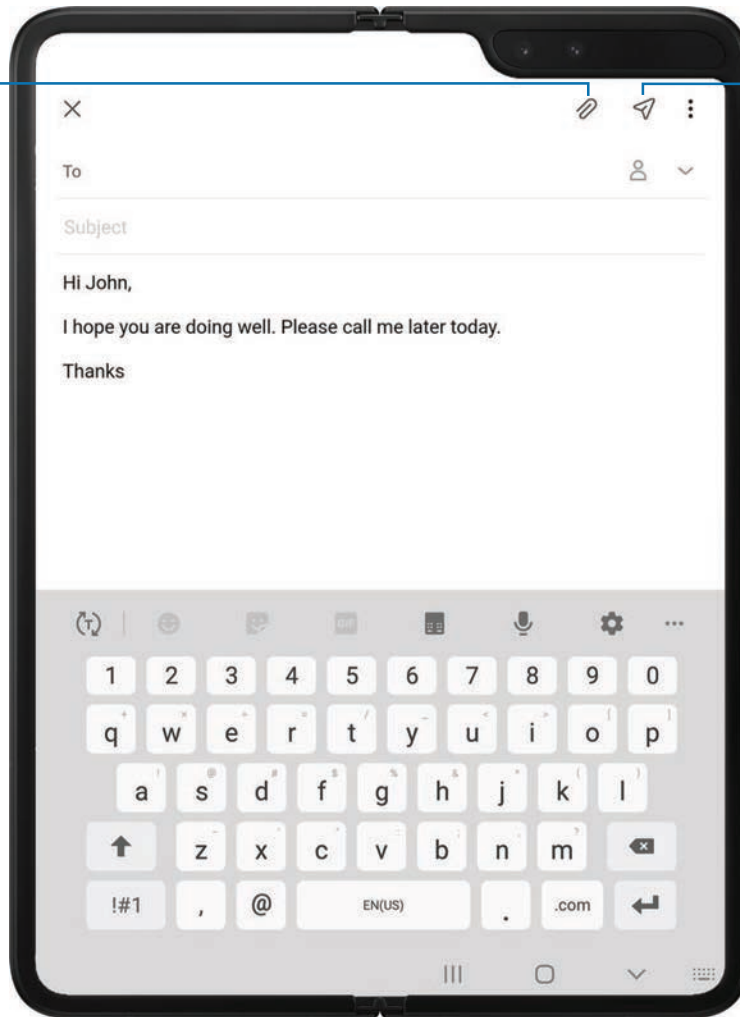 To
Subject
Hi John,
I hope you are doing well. Please call me later today.
Thanks
GIF
1 2 3 4 5 6 7 8 9 0
q w e r t y u i o p
a s d f g h j k l
z x c v b n m
!#1 , @ EN(US) . .com